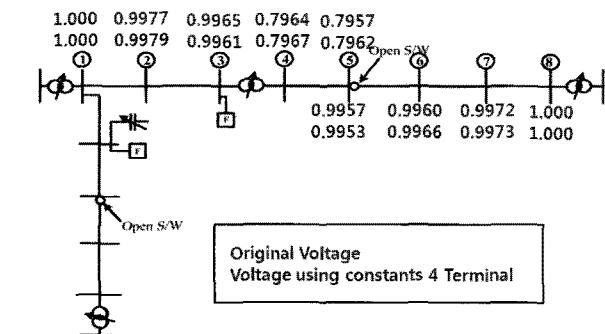 1.000 0.9977 0.9965 0.7964 0.7957
1.000 0.9979 0.9961 0.7967 0.7962
Open S/W
1 2 3 4 5 6 7 8
0.9957 0.9960 0.9972 1.000
0.9953 0.9966 0.9973 1.000
F
F
Open S/W
Original Voltage
Voltage using constants 4 Terminal